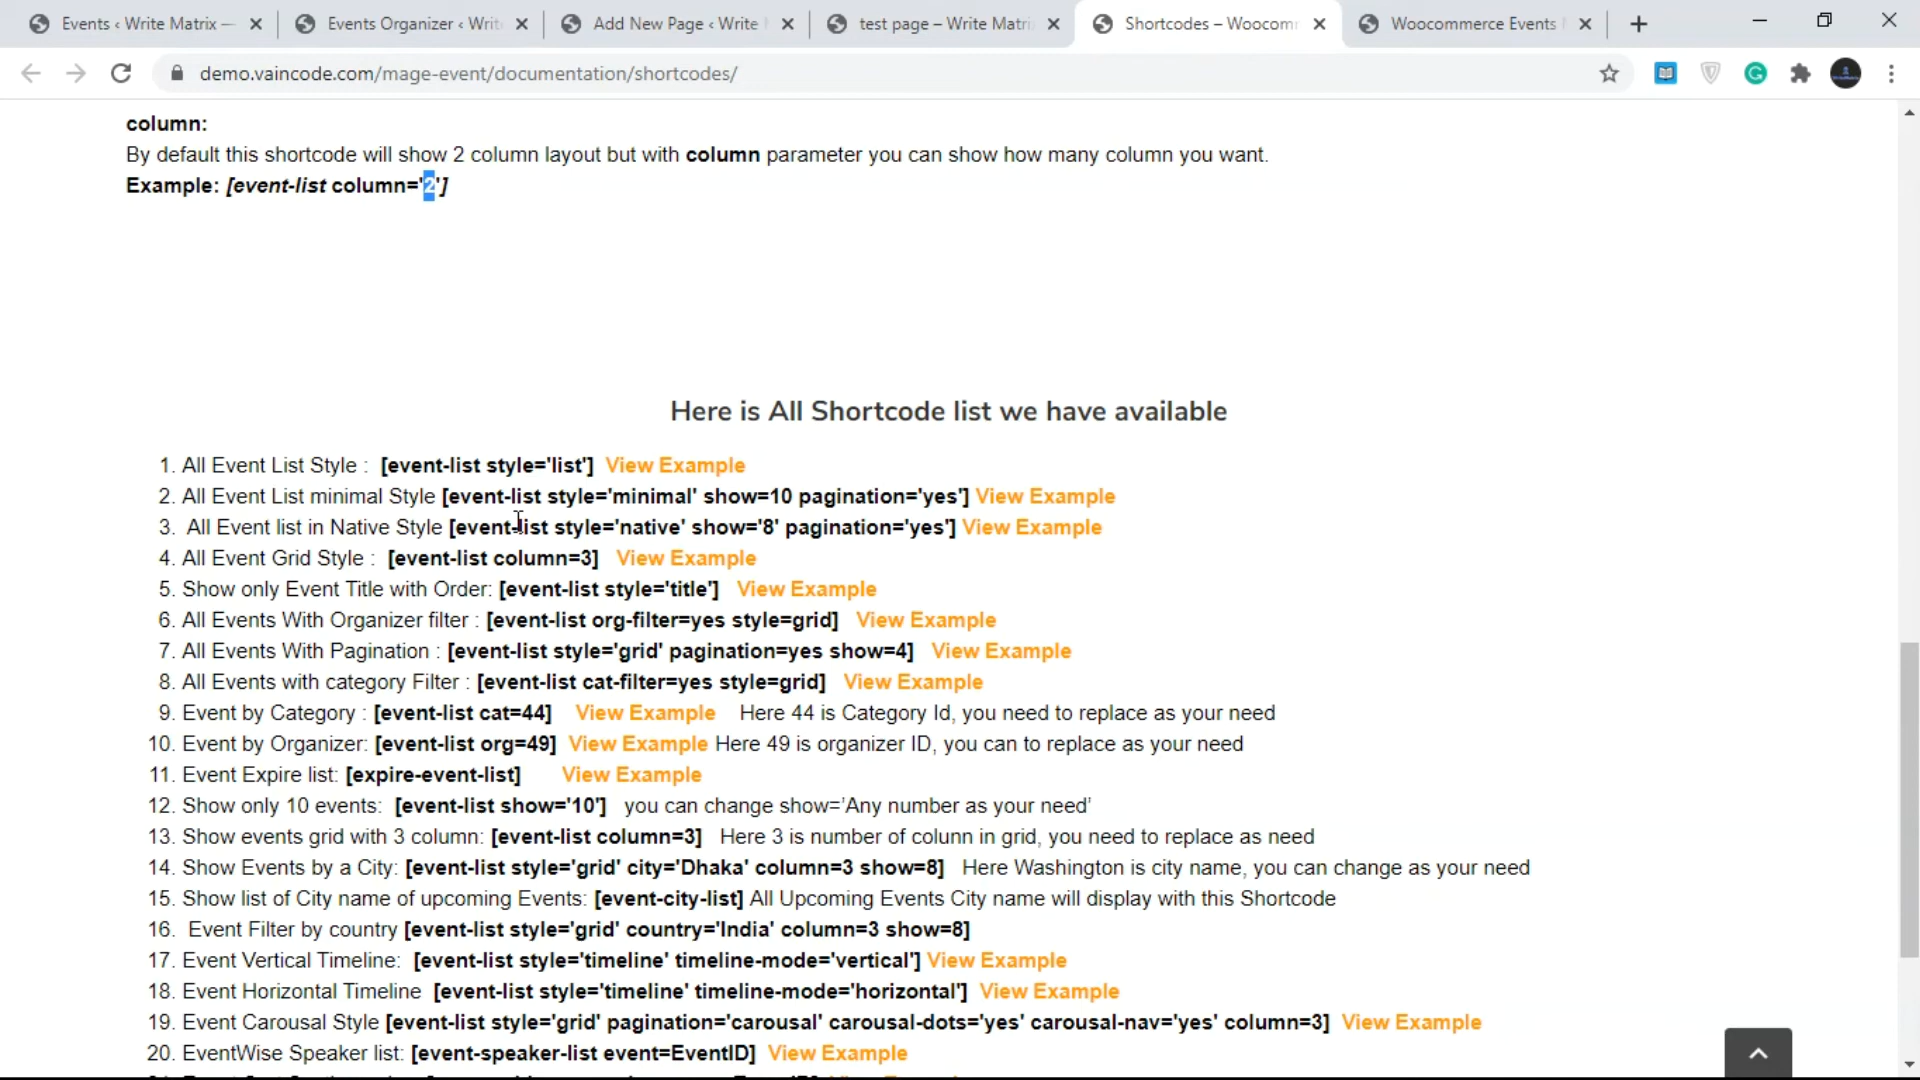 Events ‹ Write Matrix —
Events Organizer ‹ Write
Add New Page ‹ Write
test page – Write Matri
Shortcodes – Woocom
Woocommerce Events
demo.vaincode.com/mage-event/documentation/shortcodes/
column:
By default this shortcode will show 2 column layout but with column parameter you can show how many column you want.
Example: [event-list column='2']
Here is All Shortcode list we have available
1. All Event List Style : [event-list style='list'] View Example
2. All Event List minimal Style [event-list style='minimal' show=10 pagination='yes'] View Example
3. All Event list in Native Style [event-list style='native' show='8' pagination='yes'] View Example
4. All Event Grid Style : [event-list column=3] View Example
5. Show only Event Title with Order: [event-list style='title'] View Example
6. All Events With Organizer filter : [event-list org-filter=yes style=grid] View Example
7. All Events With Pagination : [event-list style='grid' pagination=yes show=4] View Example
8. All Events with category Filter : [event-list cat-filter=yes style=grid] View Example
9. Event by Category : [event-list cat=44] View Example Here 44 is Category Id, you need to replace as your need
10. Event by Organizer: [event-list org=49] View Example Here 49 is organizer ID, you can to replace as your need
11. Event Expire list: [expire-event-list] View Example
12. Show only 10 events: [event-list show='10'] you can change show='Any number as your need'
13. Show events grid with 3 column: [event-list column=3] Here 3 is number of colunn in grid, you need to replace as need
14. Show Events by a City: [event-list style='grid' city='Dhaka' column=3 show=8] Here Washington is city name, you can change as your need
15. Show list of City name of upcoming Events: [event-city-list] All Upcoming Events City name will display with this Shortcode
16. Event Filter by country [event-list style='grid' country='India' column=3 show=8]
17. Event Vertical Timeline: [event-list style='timeline' timeline-mode='vertical'] View Example
18. Event Horizontal Timeline [event-list style='timeline' timeline-mode='horizontal'] View Example
19. Event Carousal Style [event-list style='grid' pagination='carousal' carousal-dots='yes' carousal-nav='yes' column=3] View Example
20. EventWise Speaker list: [event-speaker-list event=EventID] View Example